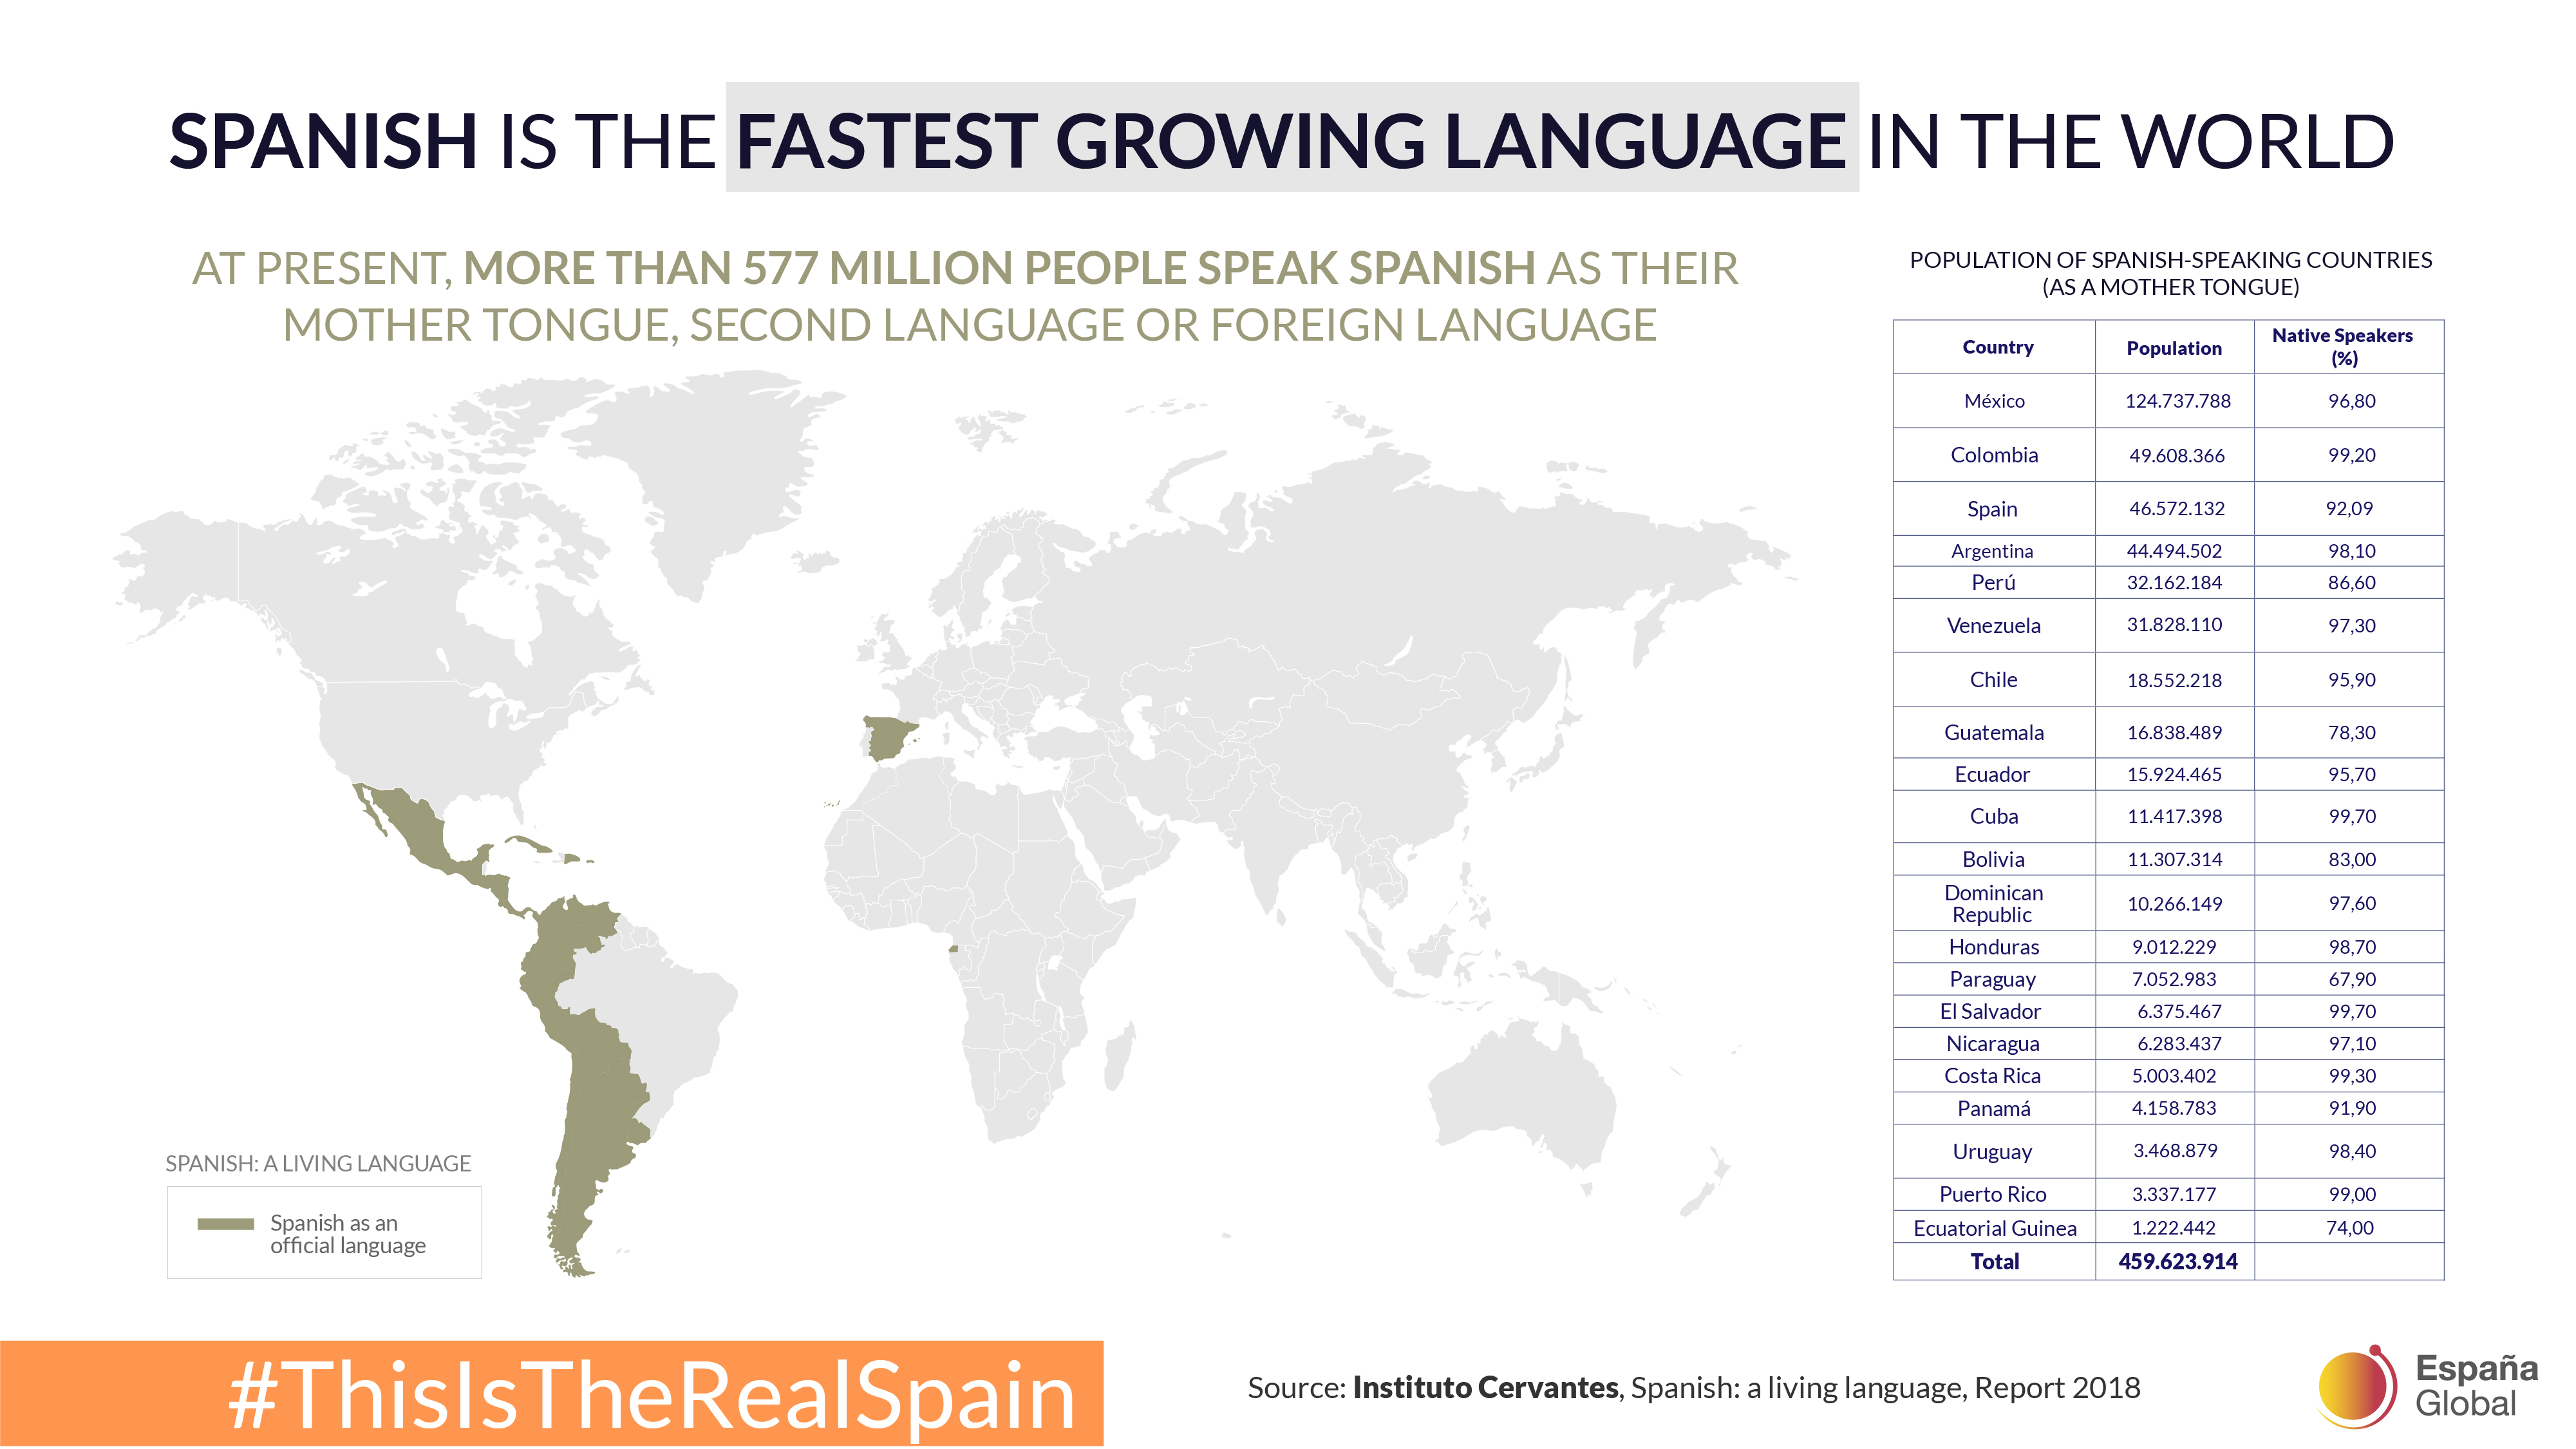 SPANISH IS THE FASTEST GROWING LANGUAGE IN THE WORLD
AT PRESENT, MORE THAN 577 MILLION PEOPLE SPEAK SPANISH AS THEIR
MOTHER TONGUE, SECOND LANGUAGE OR FOREIGN LANGUAGE
POPULATION OF SPANISH-SPEAKING COUNTRIES
(AS A MOTHER TONGUE)
Country Population Native Speakers (%)
México 124.737.788 96,80
Colombia 49.608.366 99,20
Spain 46.572.132 92,09
Argentina 44.494.502 98,10
Perú 32.162.184 86,60
Venezuela 31.828.110 97,30
Chile 18.552.218 95,90
Guatemala 16.838.489 78,30
Ecuador 15.924.465 95,70
Cuba 11.417.398 99,70
Bolivia 11.307.314 83,00
Dominican Republic 10.266.149 97,60
Honduras 9.012.229 98,70
Paraguay 7.052.983 67,90
El Salvador 6.375.467 99,70
Nicaragua 6.283.437 97,10
Costa Rica 5.003.402 99,30
Panamá 4.158.783 91,90
Uruguay 3.468.879 98,40
Puerto Rico 3.337.177 99,00
Ecuatorial Guinea 1.222.442 74,00
Total 459.623.914
SPANISH: A LIVING LANGUAGE
Spanish as an
official language
#ThisIsTheRealSpain
Source: Instituto Cervantes, Spanish: a living language, Report 2018
España
Global